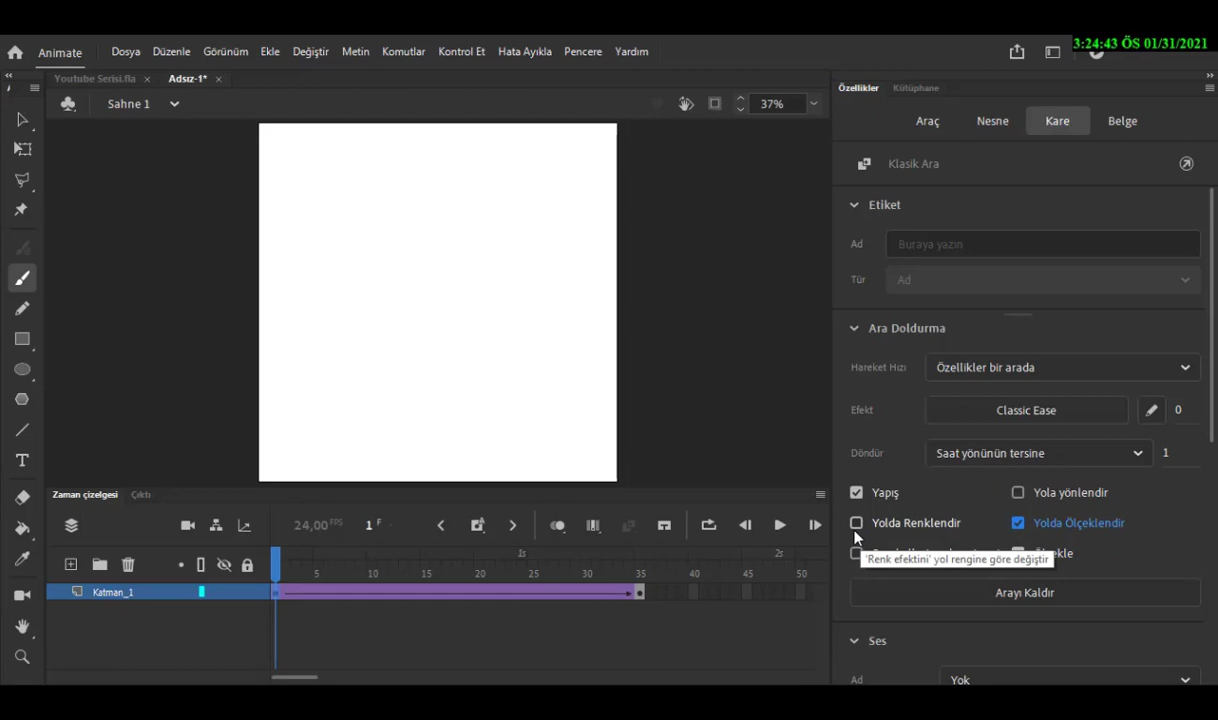 3:24:43 ÖS 01/31/2021
Animate Dosya Düzenle Görünüm Ekle Değiştir Metin Komutlar Kontrol Et Hata Ayıkla Pencere Yardım
Youtube Serisi.fla Adsız-1*
Özellikler Kütüphane
Sahne 1 37%
Araç Nesne Kare Belge
Klasik Ara
Etiket
Ad Buraya yazın
Tür Ad
Ara Doldurma
Hareket Hızı Özellikler bir arada
Efekt Classic Ease 0
Döndür Saat yönünün tersine 1
Yapış Yola yönlendir
Yolda Renklendir Yolda Ölçeklendir
'Renk efektini' yol rengine göre değiştir
Arayı Kaldır
Ses
Ad Yok
Zaman çizelgesi Çıktı
24,00 FPS 1 F
1s 2s
5 10 15 20 25 30 35 40 45 50
Katman_1